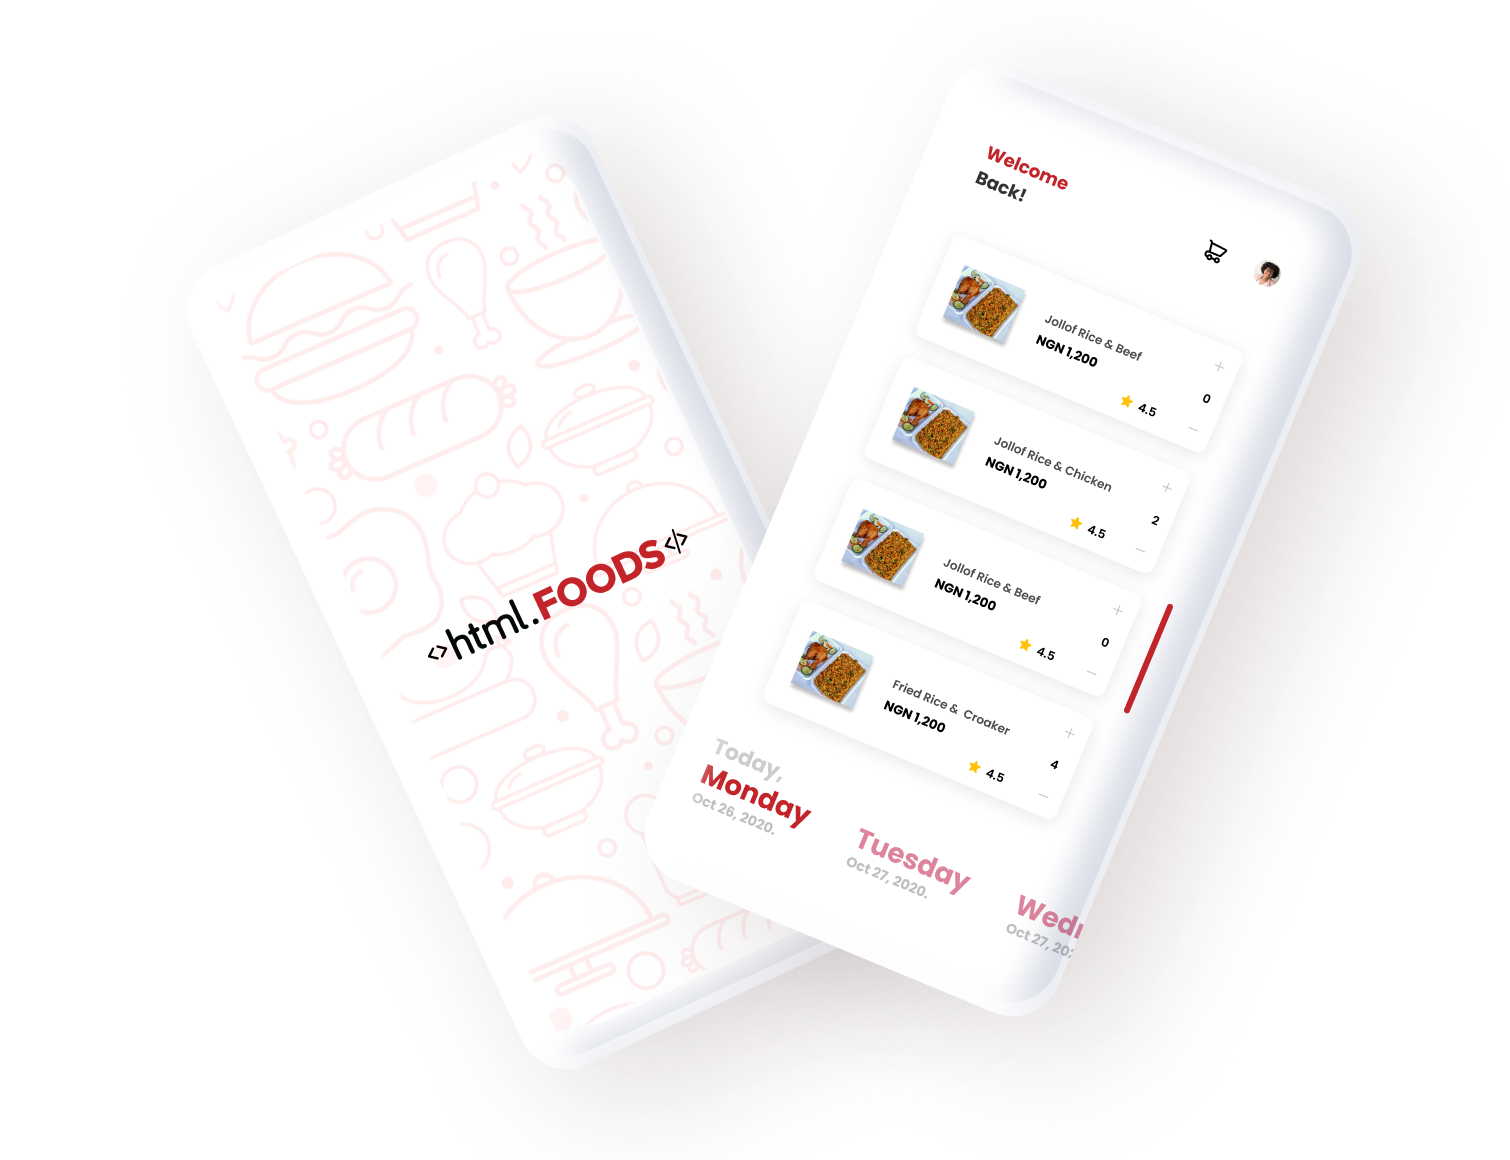 <>html.FOODS</>
Welcome
Back!
Jollof Rice & Beef
NGN 1,200
4.5
+
0
−
Jollof Rice & Chicken
NGN 1,200
4.5
+
2
−
Jollof Rice & Beef
NGN 1,200
4.5
+
0
−
Fried Rice & Croaker
NGN 1,200
4.5
+
4
−
Today,
Monday
Oct 26, 2020.
Tuesday
Oct 27, 2020.
Wed
Oct 27, 20